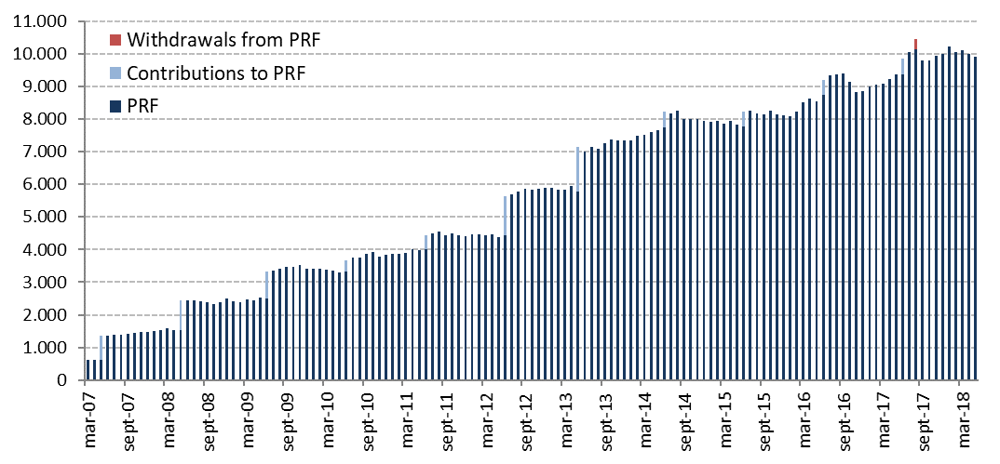 11.000
10.000
9.000
8.000
7.000
6.000
5.000
4.000
3.000
2.000
1.000
0
Withdrawals from PRF
Contributions to PRF
PRF
mar-07
sept-07
mar-08
sept-08
mar-09
sept-09
mar-10
sept-10
mar-11
sept-11
mar-12
sept-12
mar-13
sept-13
mar-14
sept-14
mar-15
sept-15
mar-16
sept-16
mar-17
sept-17
mar-18